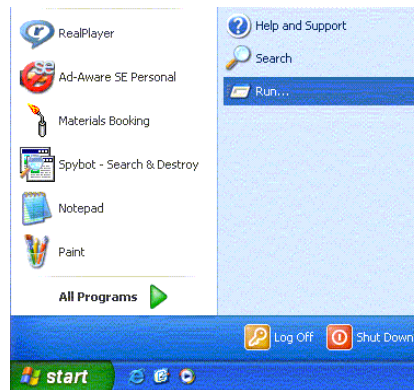 RealPlayer
Ad-Aware SE Personal
Materials Booking
Spybot - Search & Destroy
Notepad
Paint
All Programs
Help and Support
Search
Run...
Log Off
Shut Down
start